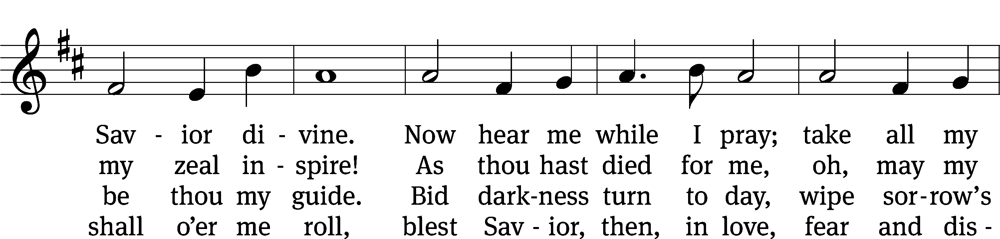 Sav - ior di - vine. Now hear me while I pray; take all my
my zeal in - spire! As thou hast died for me, oh, may my
be thou my guide. Bid dark-ness turn to day, wipe sor-row’s
shall o’er me roll, blest Sav - ior, then, in love, fear and dis -